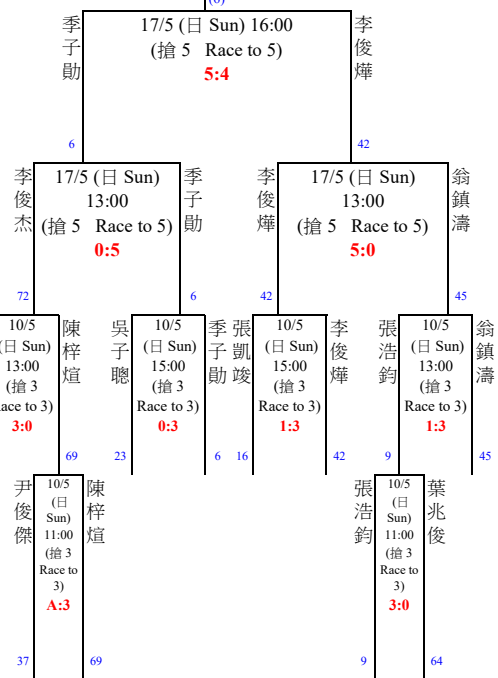 (6)
季子勛
17/5 (日 Sun) 16:00
(搶 5 Race to 5)
5:4
李俊燁
6
42
李俊杰
17/5 (日 Sun)
13:00
(搶 5 Race to 5)
0:5
季子勛
李俊燁
17/5 (日 Sun)
13:00
(搶 5 Race to 5)
5:0
翁鎮濤
72
6
42
45
10/5
(日 Sun)
13:00
(搶 3
ace to 3)
3:0
陳梓煊
吳子聰
10/5
(日 Sun)
15:00
(搶 3
Race to 3)
0:3
季子勛
張凱竣
10/5
(日 Sun)
15:00
(搶 3
Race to 3)
1:3
李俊燁
張浩鈞
10/5
(日 Sun)
13:00
(搶 3
Race to 3)
1:3
翁鎮濤
69
23
6
16
42
9
45
尹俊傑
10/5
(日
Sun)
11:00
(搶 3
Race to
3)
A:3
陳梓煊
張浩鈞
10/5
(日
Sun)
11:00
(搶 3
Race to
3)
3:0
葉兆俊
37
69
9
64